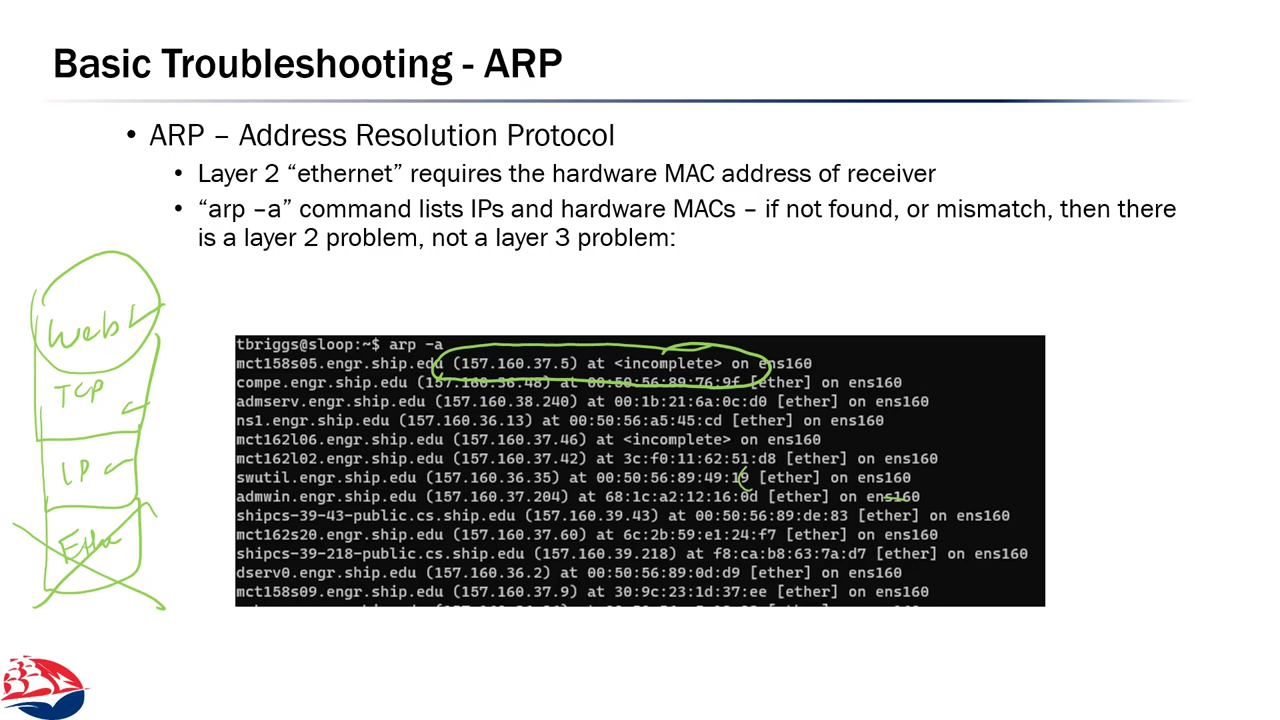 Basic Troubleshooting - ARP
• ARP – Address Resolution Protocol
• Layer 2 “ethernet” requires the hardware MAC address of receiver
• “arp –a” command lists IPs and hardware MACs – if not found, or mismatch, then there
is a layer 2 problem, not a layer 3 problem:
Web
TCP
IP
tbriggs@sloop:~$ arp -a
mct158s05.engr.ship.edu (157.160.37.5) at <incomplete> on ens160
compe.engr.ship.edu (157.160.36.48) at 00:50:56:89:76:9f [ether] on ens160
admserv.engr.ship.edu (157.160.38.240) at 00:1b:21:6a:0c:d0 [ether] on ens160
ns1.engr.ship.edu (157.160.36.13) at 00:50:56:a5:45:cd [ether] on ens160
mct162l06.engr.ship.edu (157.160.37.46) at <incomplete> on ens160
mct162l02.engr.ship.edu (157.160.37.42) at 3c:f0:11:62:51:d8 [ether] on ens160
swutil.engr.ship.edu (157.160.36.35) at 00:50:56:89:49:19 [ether] on ens160
admwin.engr.ship.edu (157.160.37.204) at 68:1c:a2:12:16:0d [ether] on ens160
shipcs-39-43-public.cs.ship.edu (157.160.39.43) at 00:50:56:89:de:83 [ether] on ens160
mct162s20.engr.ship.edu (157.160.37.60) at 6c:2b:59:e1:24:f7 [ether] on ens160
shipcs-39-218-public.cs.ship.edu (157.160.39.218) at f8:ca:b8:63:7a:d7 [ether] on ens160
dserv0.engr.ship.edu (157.160.36.2) at 00:50:56:89:0d:d9 [ether] on ens160
mct158s09.engr.ship.edu (157.160.37.9) at 30:9c:23:1d:37:ee [ether] on ens160